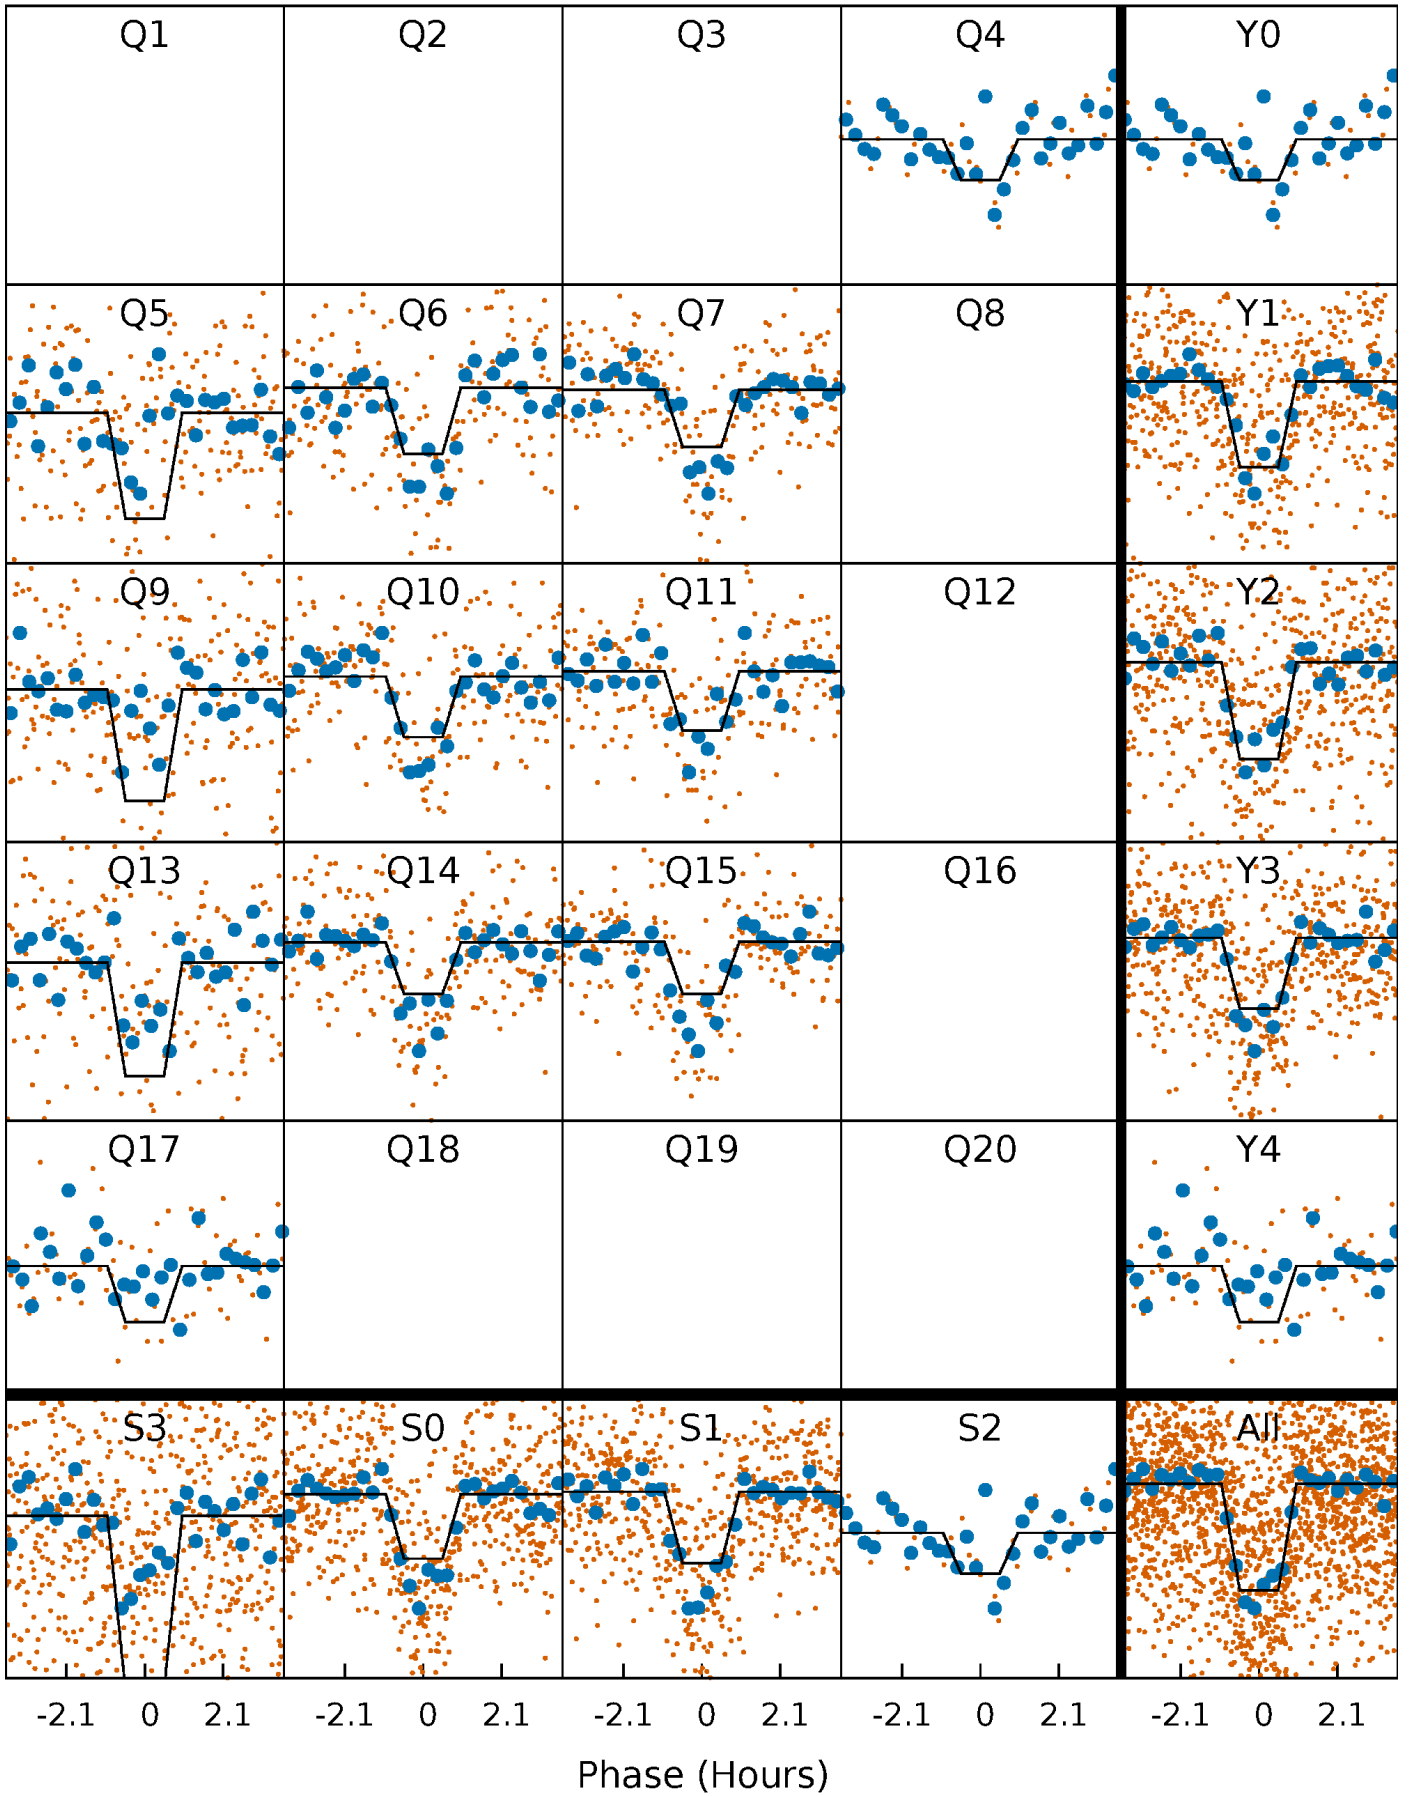 Q1 Q2 Q3 Q4 Y0
Q5 Q6 Q7 Q8 Y1
Q9 Q10 Q11 Q12 Y2
Q13 Q14 Q15 Q16 Y3
Q17 Q18 Q19 Q20 Y4
S3 S0 S1 S2 All
-2.1 0 2.1 -2.1 0 2.1 -2.1 0 2.1 -2.1 0 2.1 -2.1 0 2.1
Phase (Hours)